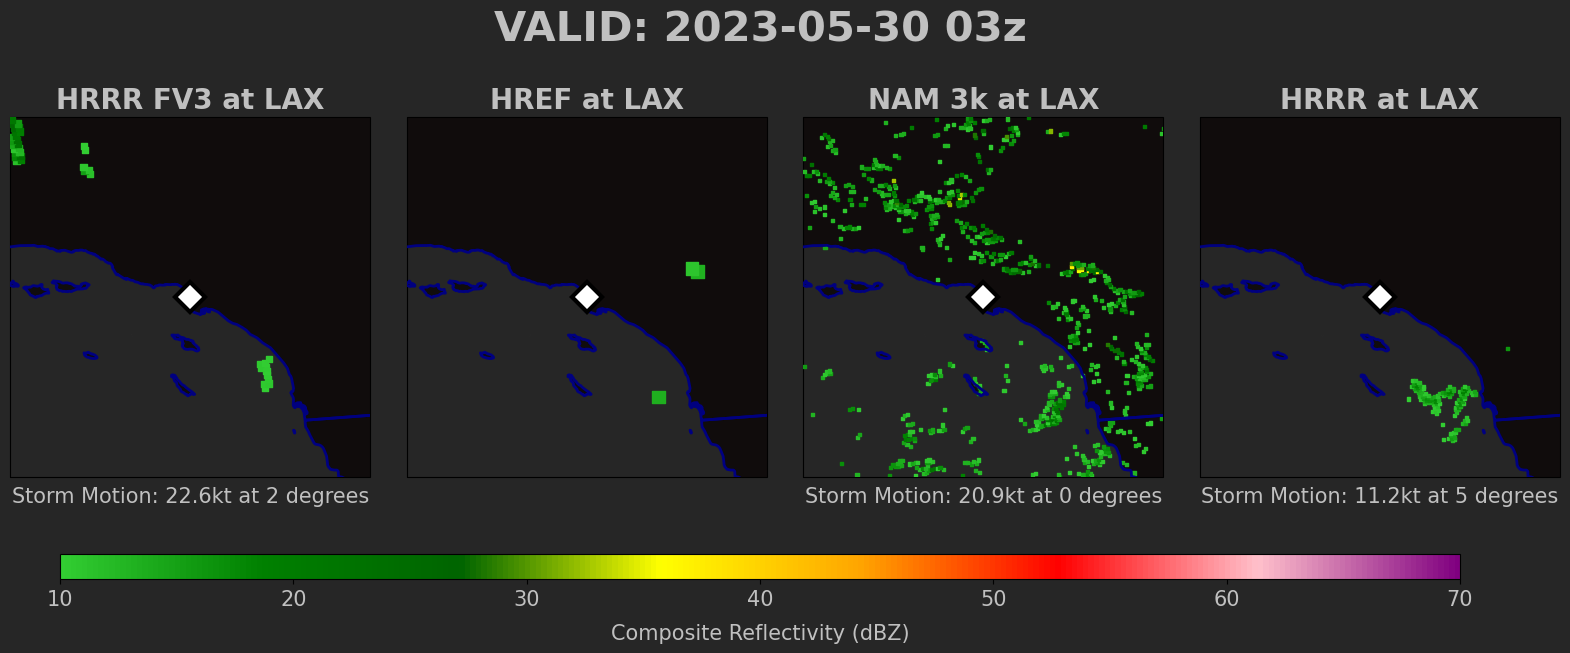 VALID: 2023-05-30 03z
HRRR FV3 at LAX
HREF at LAX
NAM 3k at LAX
HRRR at LAX
Storm Motion: 22.6kt at 2 degrees
Storm Motion: 20.9kt at 0 degrees
Storm Motion: 11.2kt at 5 degrees
10 20 30 40 50 60 70
Composite Reflectivity (dBZ)